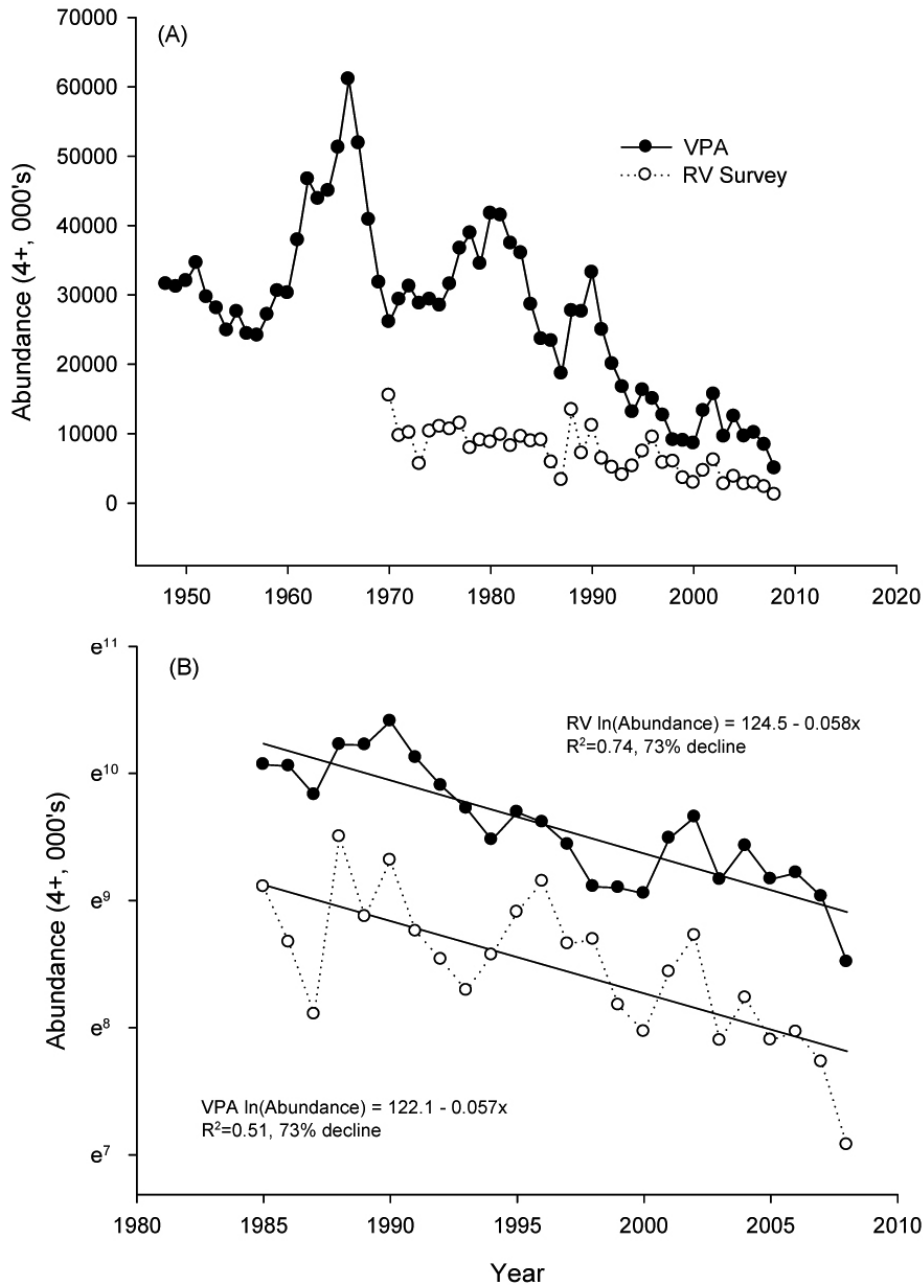 70000
(A)
60000
50000
VPA
RV Survey
40000
30000
20000
10000
0
Abundance (4+, 000's)
1950 1960 1970 1980 1990 2000 2010 2020
e11
(B)
RV ln(Abundance) = 124.5 - 0.058x
R2=0.74, 73% decline
e10
e9
e8
VPA ln(Abundance) = 122.1 - 0.057x
R2=0.51, 73% decline
e7
Abundance (4+, 000's)
1980 1985 1990 1995 2000 2005 2010
Year